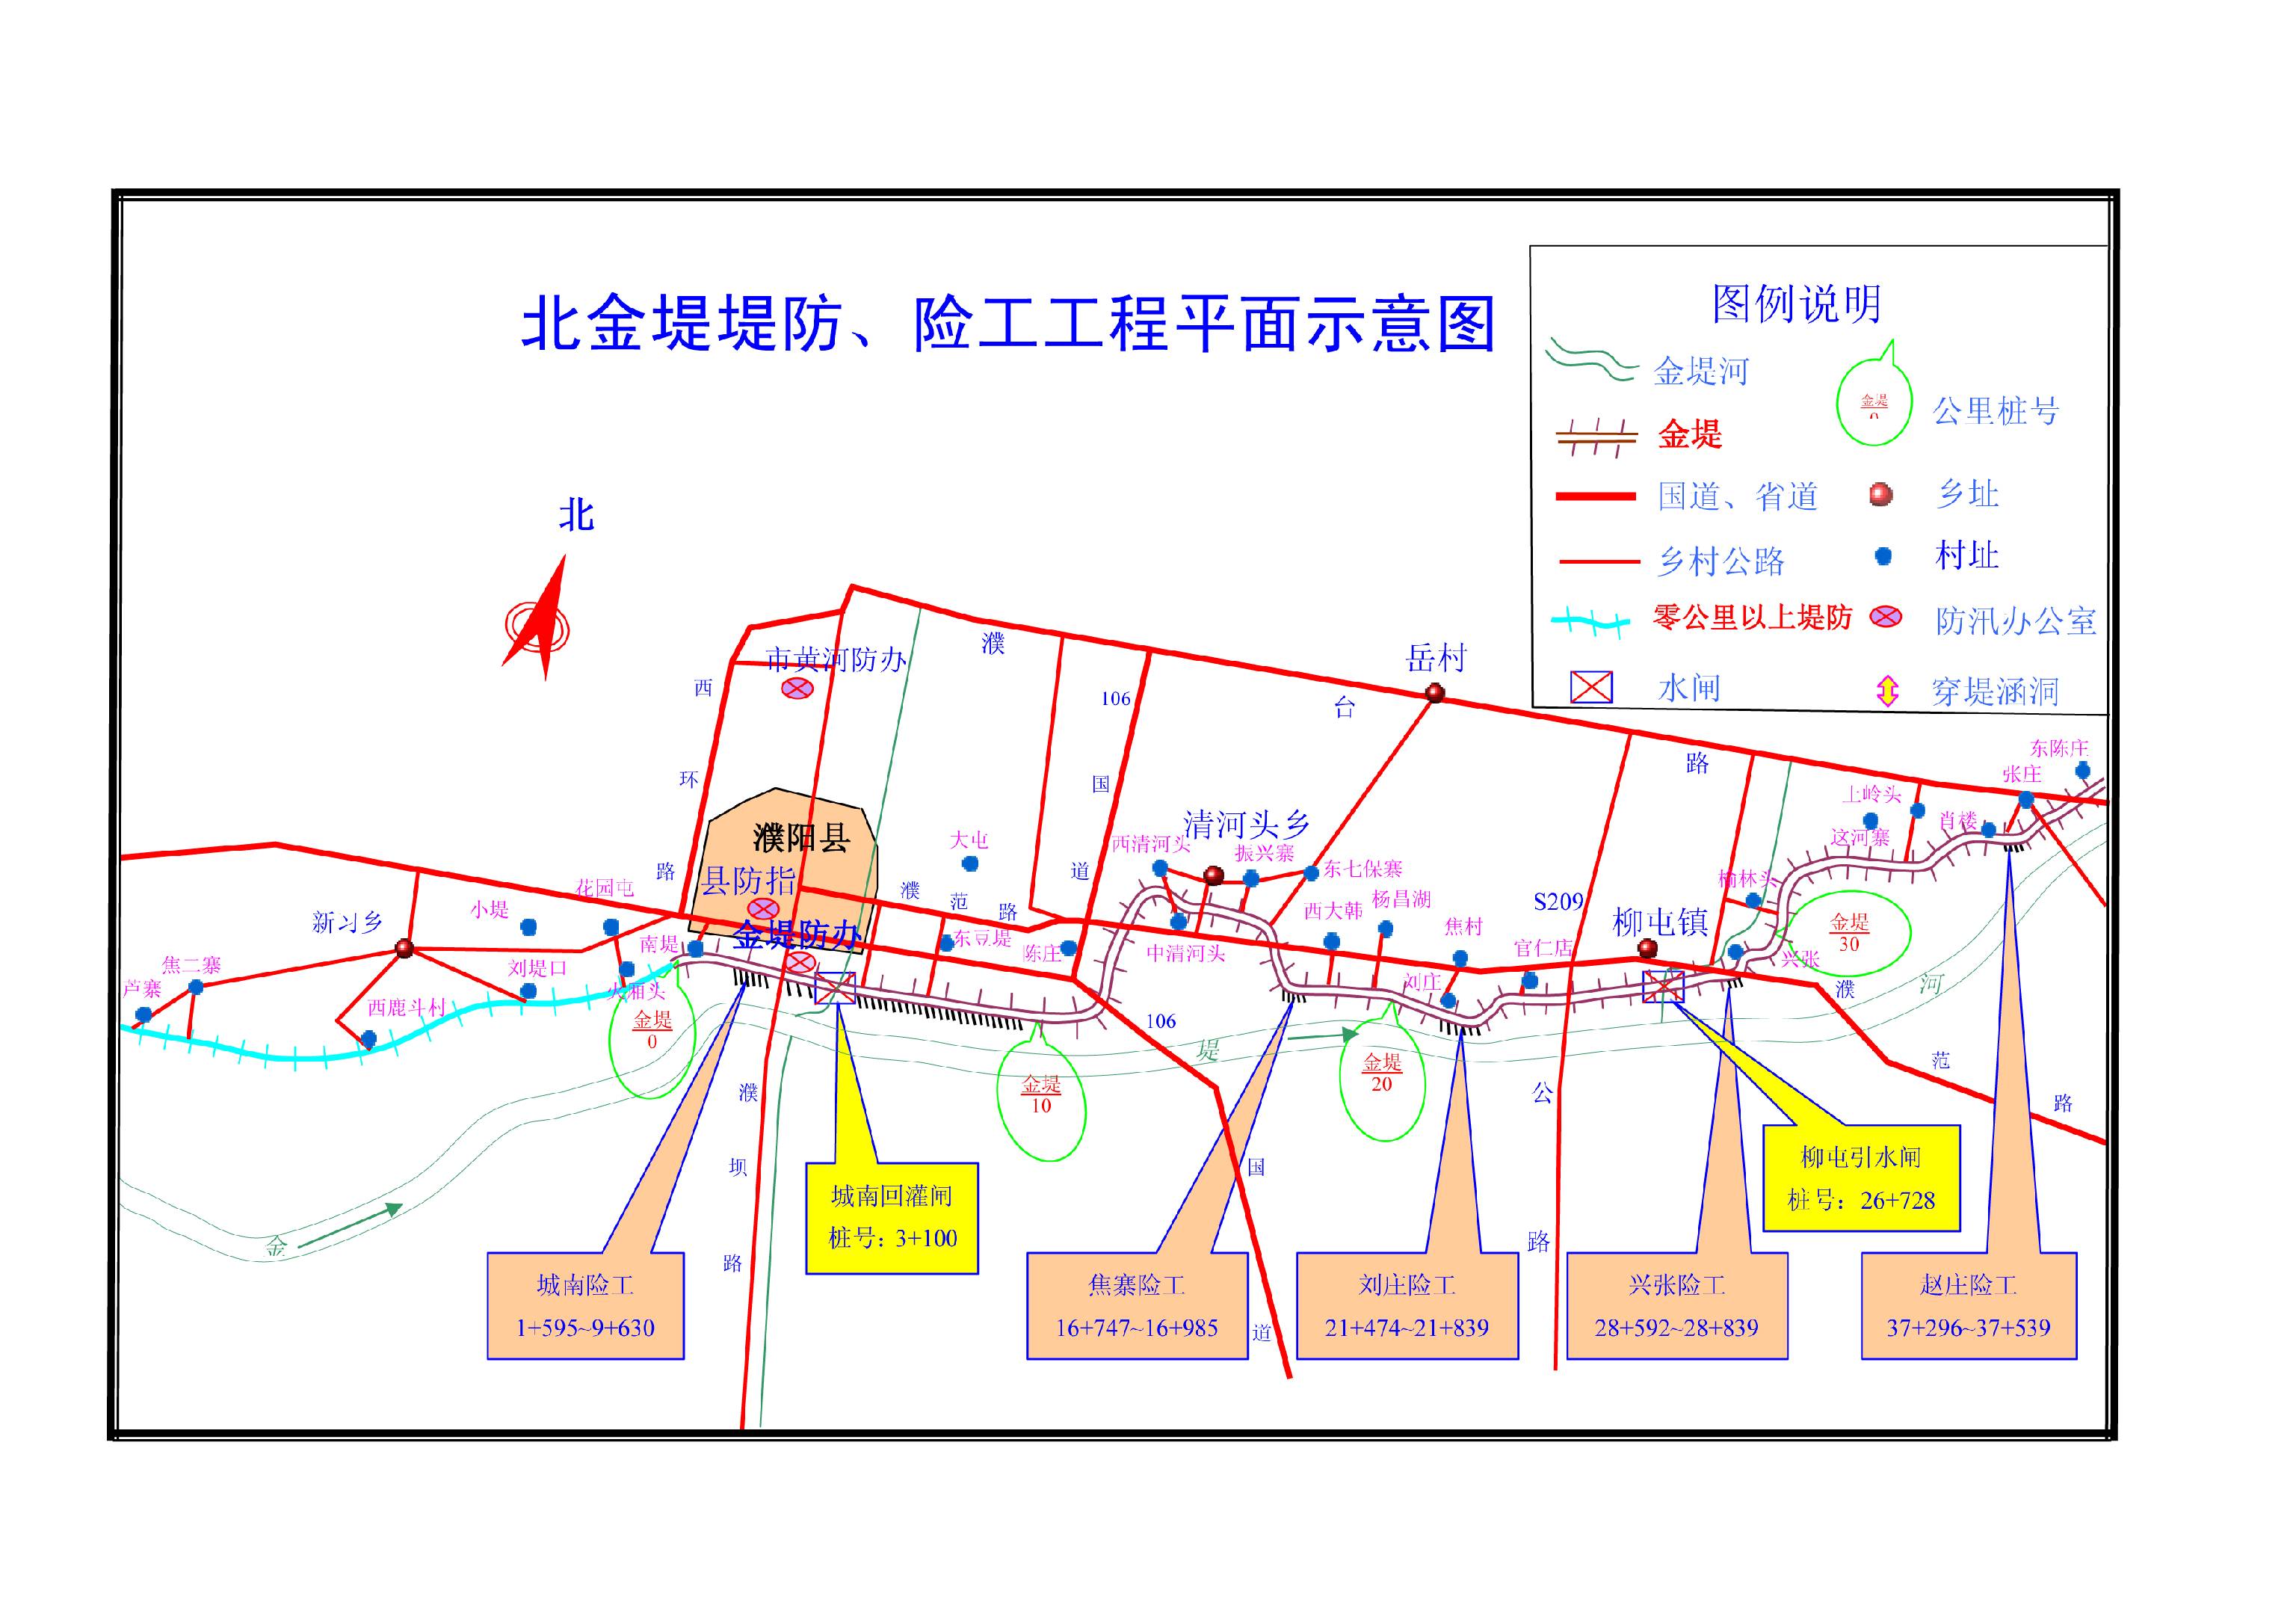 北金堤堤防、险工工程平面示意图
图例说明
金堤河
金堤
0
公里桩号
金堤
国道、省道
乡址
乡村公路
村址
零公里以上堤防
防汛办公室
水闸
穿堤涵洞
北
市黄河防办
西
环
路
濮
台
路
岳村
106
国
道
东陈庄
张庄
上岭头
这河寨
肖楼
濮阳县
县防指
金堤防办
大屯
濮
范
路
清河头乡
西清河头
振兴寨
东七保寨
中清河头
西大韩
杨昌湖
焦村
S209
柳屯镇
榆林头
官仁店
刘庄
兴张
新习乡
小堤
花园屯
南堤
焦二寨
芦寨
刘堤口
西鹿斗村
火厢头
东豆堤
陈庄
金堤
0
金堤
10
金堤
20
金堤
30
106
国
道
濮
坝
路
公
路
濮
范
路
金
堤
河
城南回灌闸
桩号：3+100
柳屯引水闸
桩号：26+728
城南险工
1+595~9+630
焦寨险工
16+747~16+985
刘庄险工
21+474~21+839
兴张险工
28+592~28+839
赵庄险工
37+296~37+539